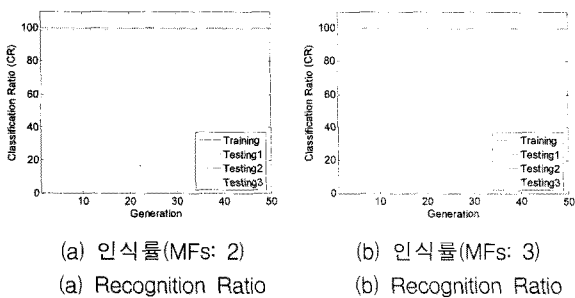 Classification Ratio (CR)
100
80
60
40
20
0
10 20 30 40 50
Generation
Training
Testing1
Testing2
Testing3
Classification Ratio (CR)
100
80
60
40
20
0
10 20 30 40 50
Generation
Training
Testing1
Testing2
Testing3
(a) 인식률(MFs: 2)
(b) 인식률(MFs: 3)
(a) Recognition Ratio
(b) Recognition Ratio